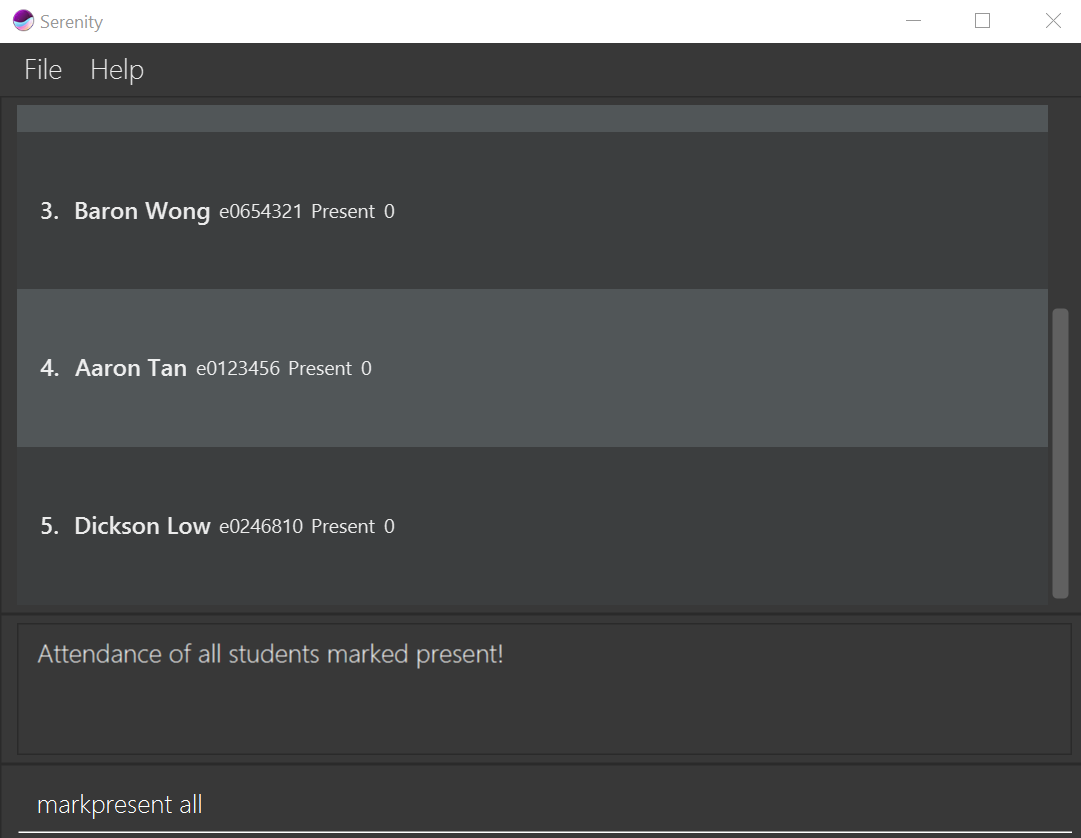 Serenity
File Help
3. Baron Wong e0654321 Present 0
4. Aaron Tan e0123456 Present 0
5. Dickson Low e0246810 Present 0
Attendance of all students marked present!
markpresent all